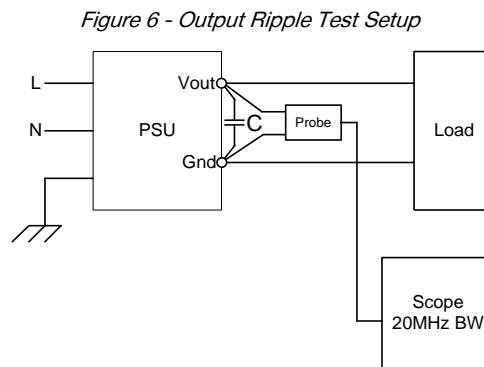 Figure 6 - Output Ripple Test Setup
L
N
PSU
Vout
Gnd
C
Probe
Load
Scope
20MHz BW